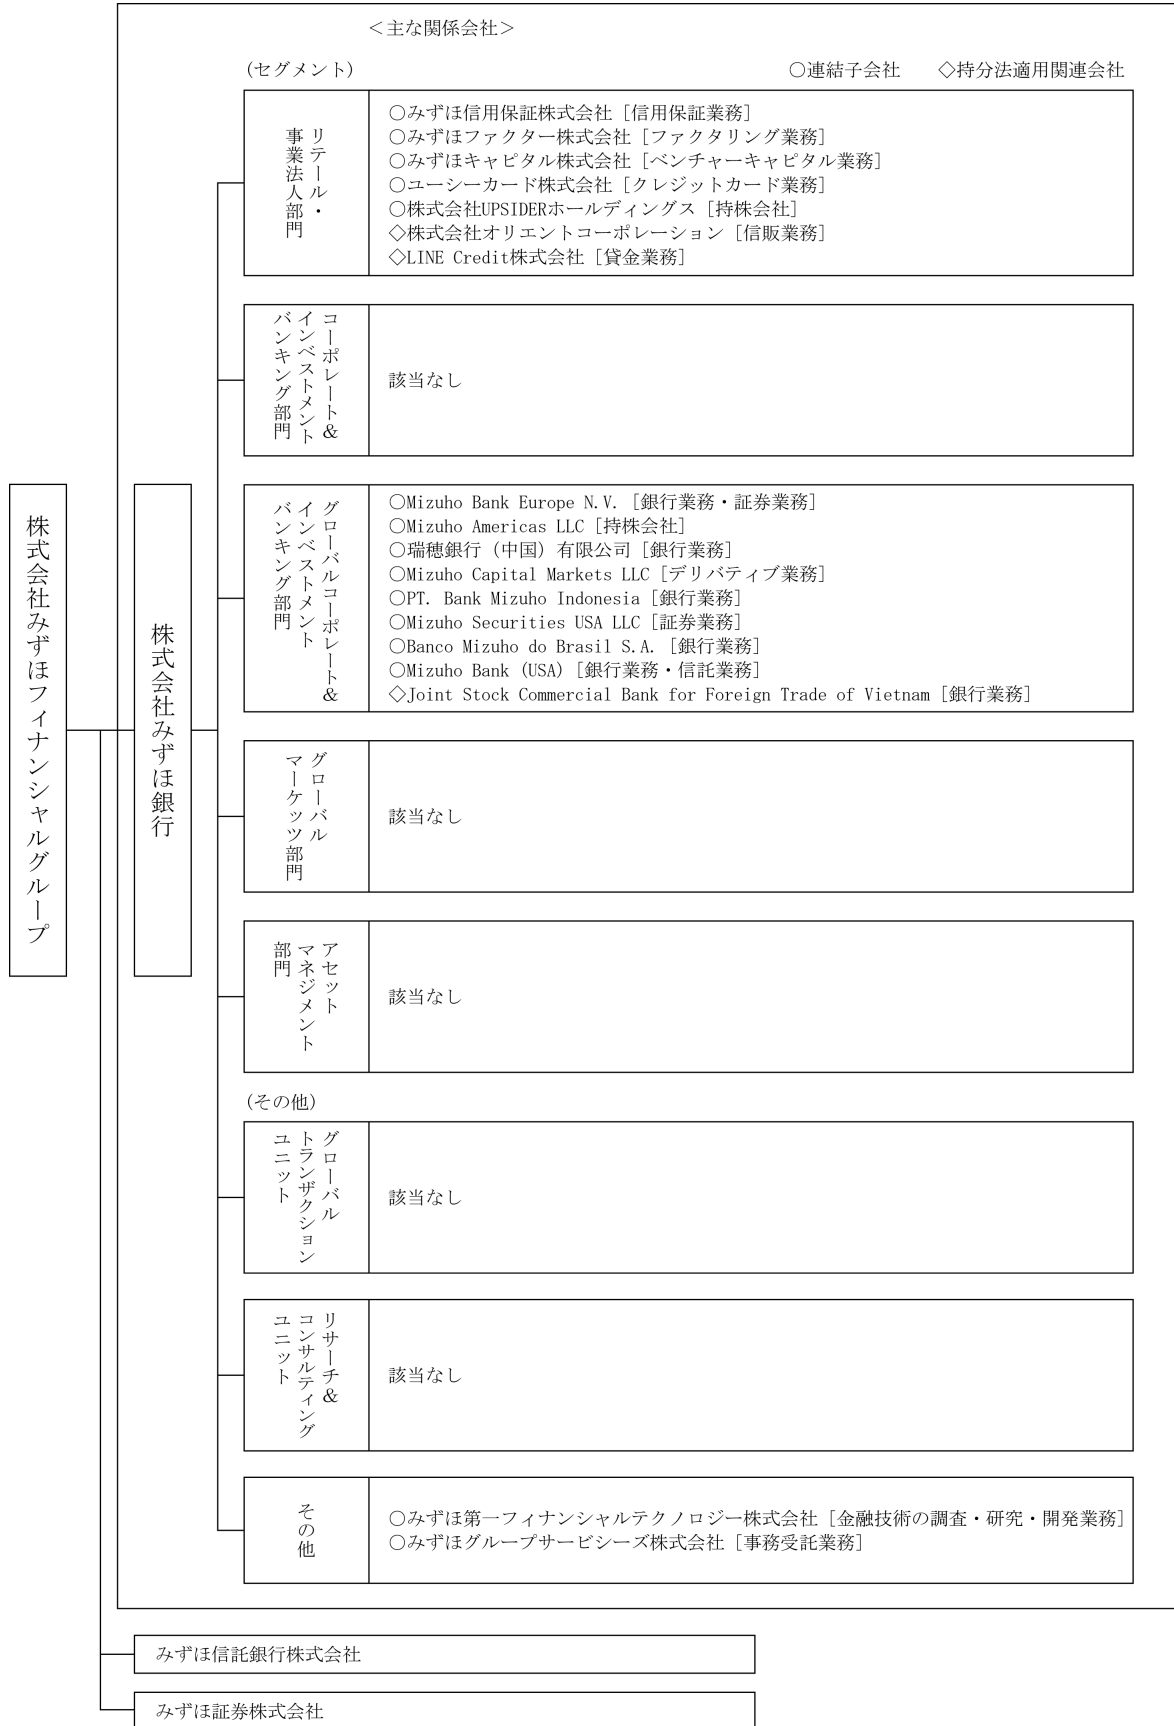 ＜主な関係会社＞
(セグメント)
○連結子会社　◇持分法適用関連会社
株式会社みずほフィナンシャルグループ
株式会社みずほ銀行
リテール・
事業法人部門
○みずほ信用保証株式会社［信用保証業務］
○みずほファクター株式会社［ファクタリング業務］
○みずほキャピタル株式会社［ベンチャーキャピタル業務］
○ユーシーカード株式会社［クレジットカード業務］
○株式会社UPSIDERホールディングス［持株会社］
◇株式会社オリエントコーポレーション［信販業務］
◇LINE Credit株式会社［貸金業務］
コーポレート＆
インベストメント
バンキング部門
該当なし
グローバルコーポレート＆
インベストメント
バンキング部門
○Mizuho Bank Europe N.V.［銀行業務・証券業務］
○Mizuho Americas LLC［持株会社］
○瑞穂銀行（中国）有限公司［銀行業務］
○Mizuho Capital Markets LLC［デリバティブ業務］
○PT. Bank Mizuho Indonesia［銀行業務］
○Mizuho Securities USA LLC［証券業務］
○Banco Mizuho do Brasil S.A.［銀行業務］
○Mizuho Bank (USA)［銀行業務・信託業務］
◇Joint Stock Commercial Bank for Foreign Trade of Vietnam［銀行業務］
グローバル
マーケッツ部門
該当なし
アセット
マネジメント
部門
該当なし
(その他)
グローバル
トランザクション
ユニット
該当なし
リサーチ＆
コンサルティング
ユニット
該当なし
その他
○みずほ第一フィナンシャルテクノロジー株式会社［金融技術の調査・研究・開発業務］
○みずほグループサービシーズ株式会社［事務受託業務］
みずほ信託銀行株式会社
みずほ証券株式会社